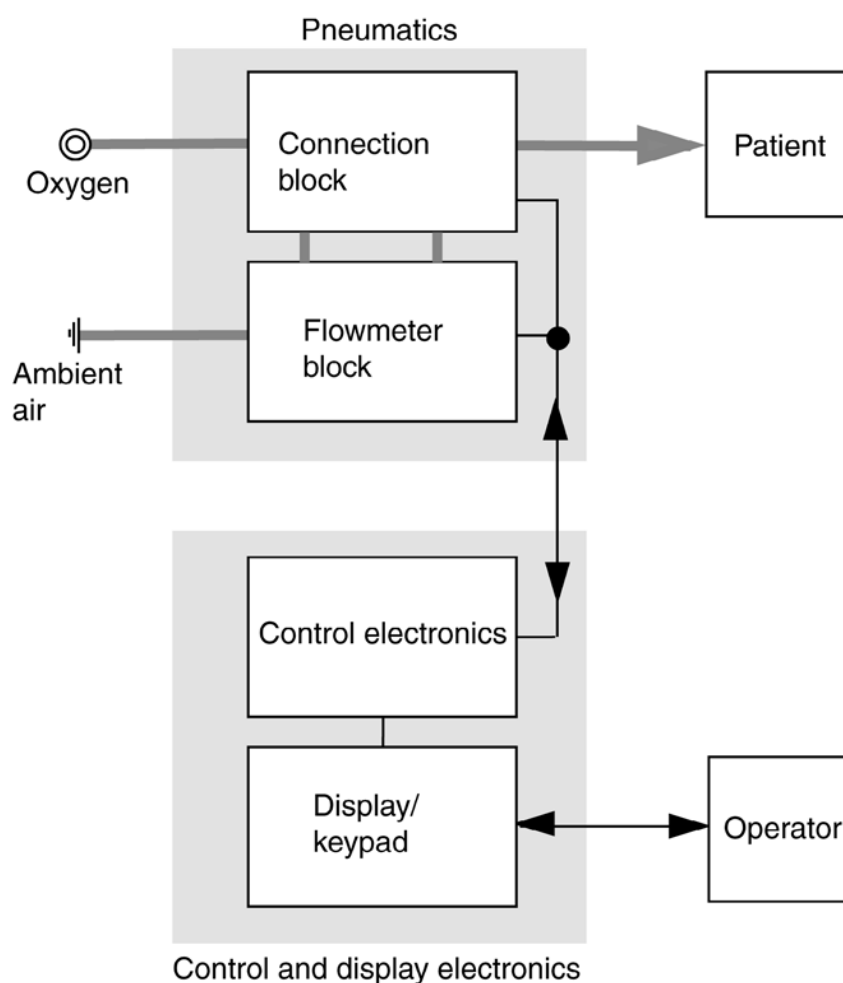 Pneumatics
Connection
block
Patient
Oxygen
Flowmeter
block
Ambient
air
Control electronics
Display/
keypad
Operator
Control and display electronics